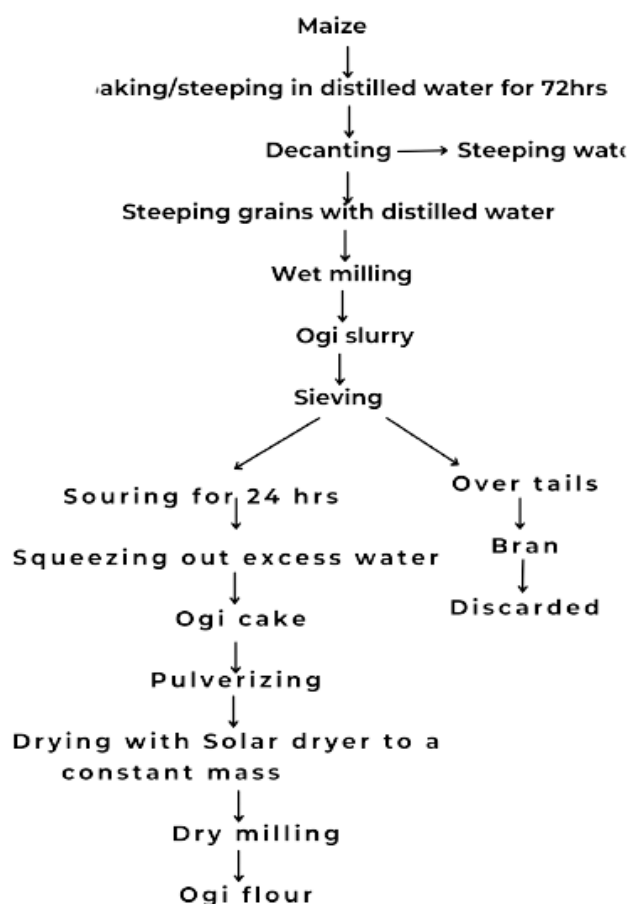 Maize
aking/steeping in distilled water for 72hrs
Decanting
Steeping wat
Steeping grains with distilled water
Wet milling
Ogi slurry
Sieving
Souring for 24 hrs
Squeezing out excess water
Ogi cake
Pulverizing
Drying with Solar dryer to a
constant mass
Dry milling
Ogi flour
Over tails
Bran
Discarded